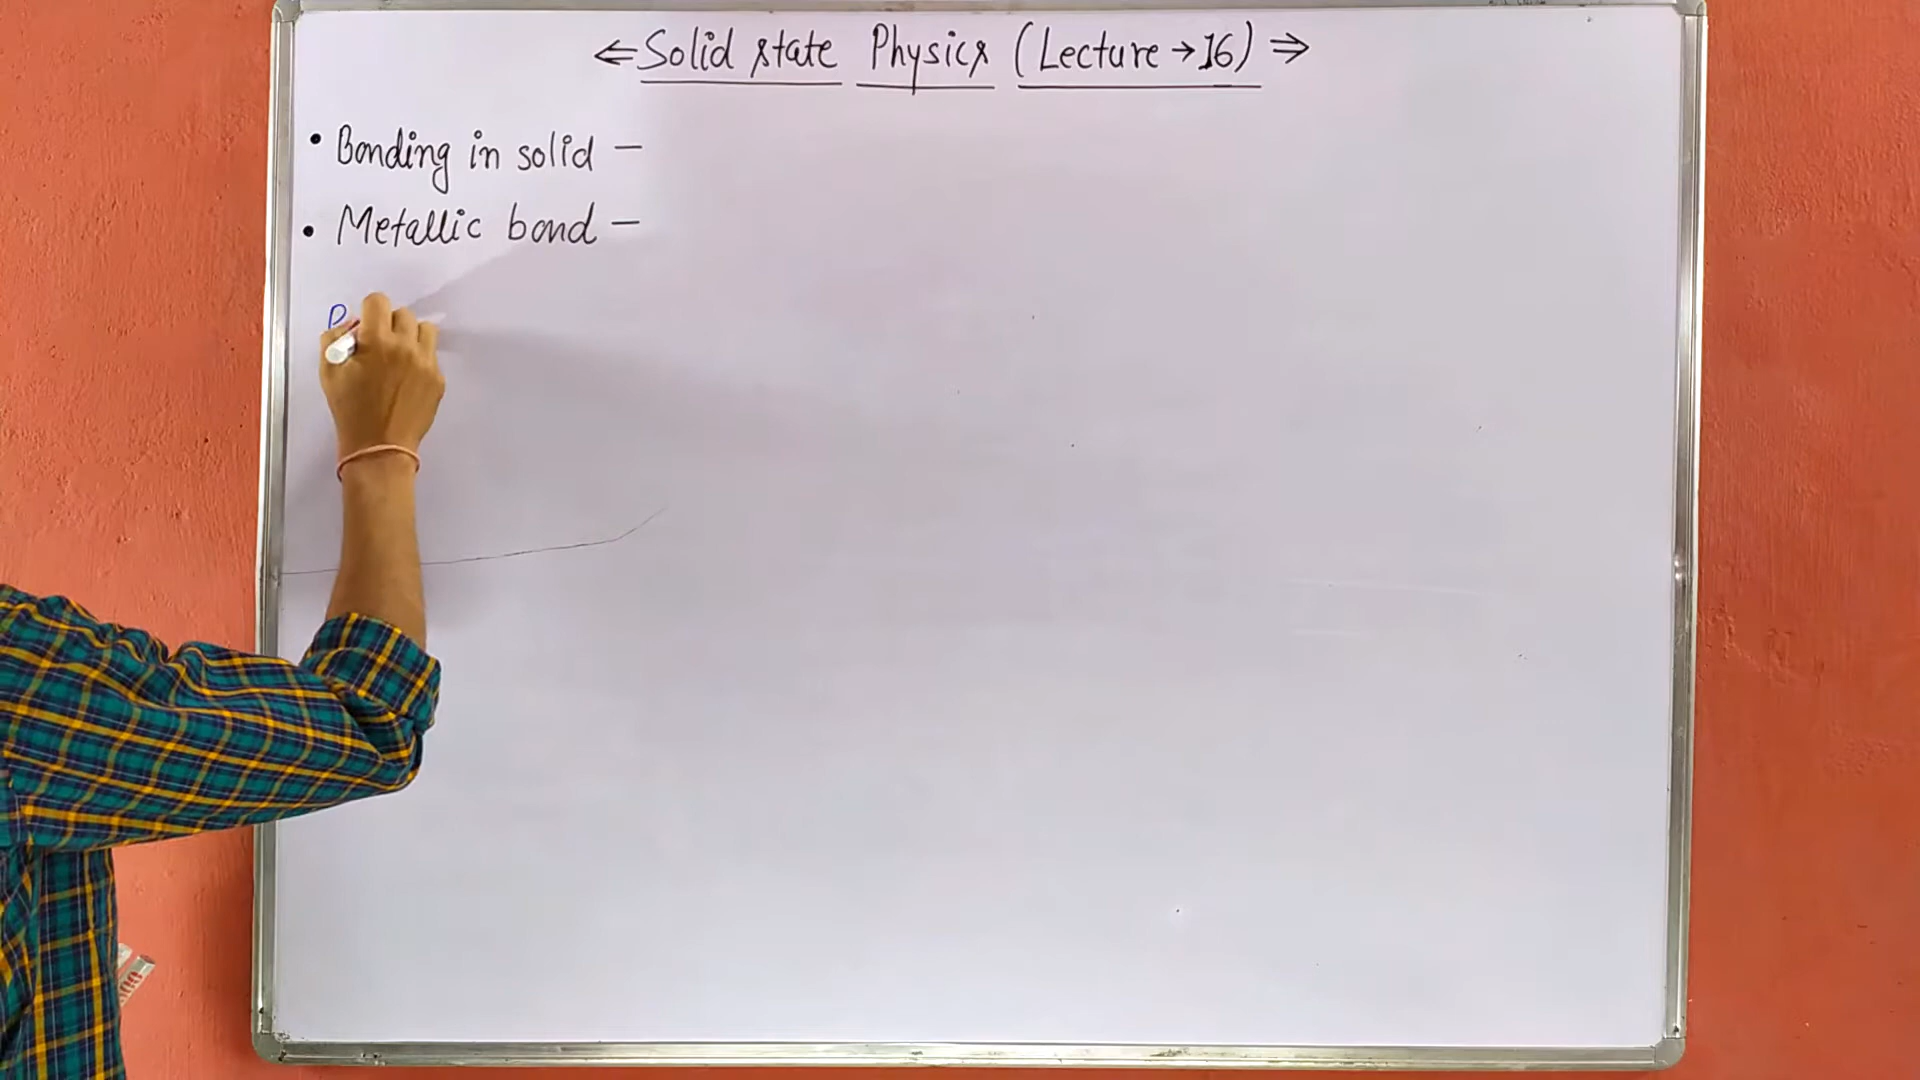 ⇐ Solid state Physics (Lecture → 16) ⇒
• Bonding in solid –
• Metallic bond –
P